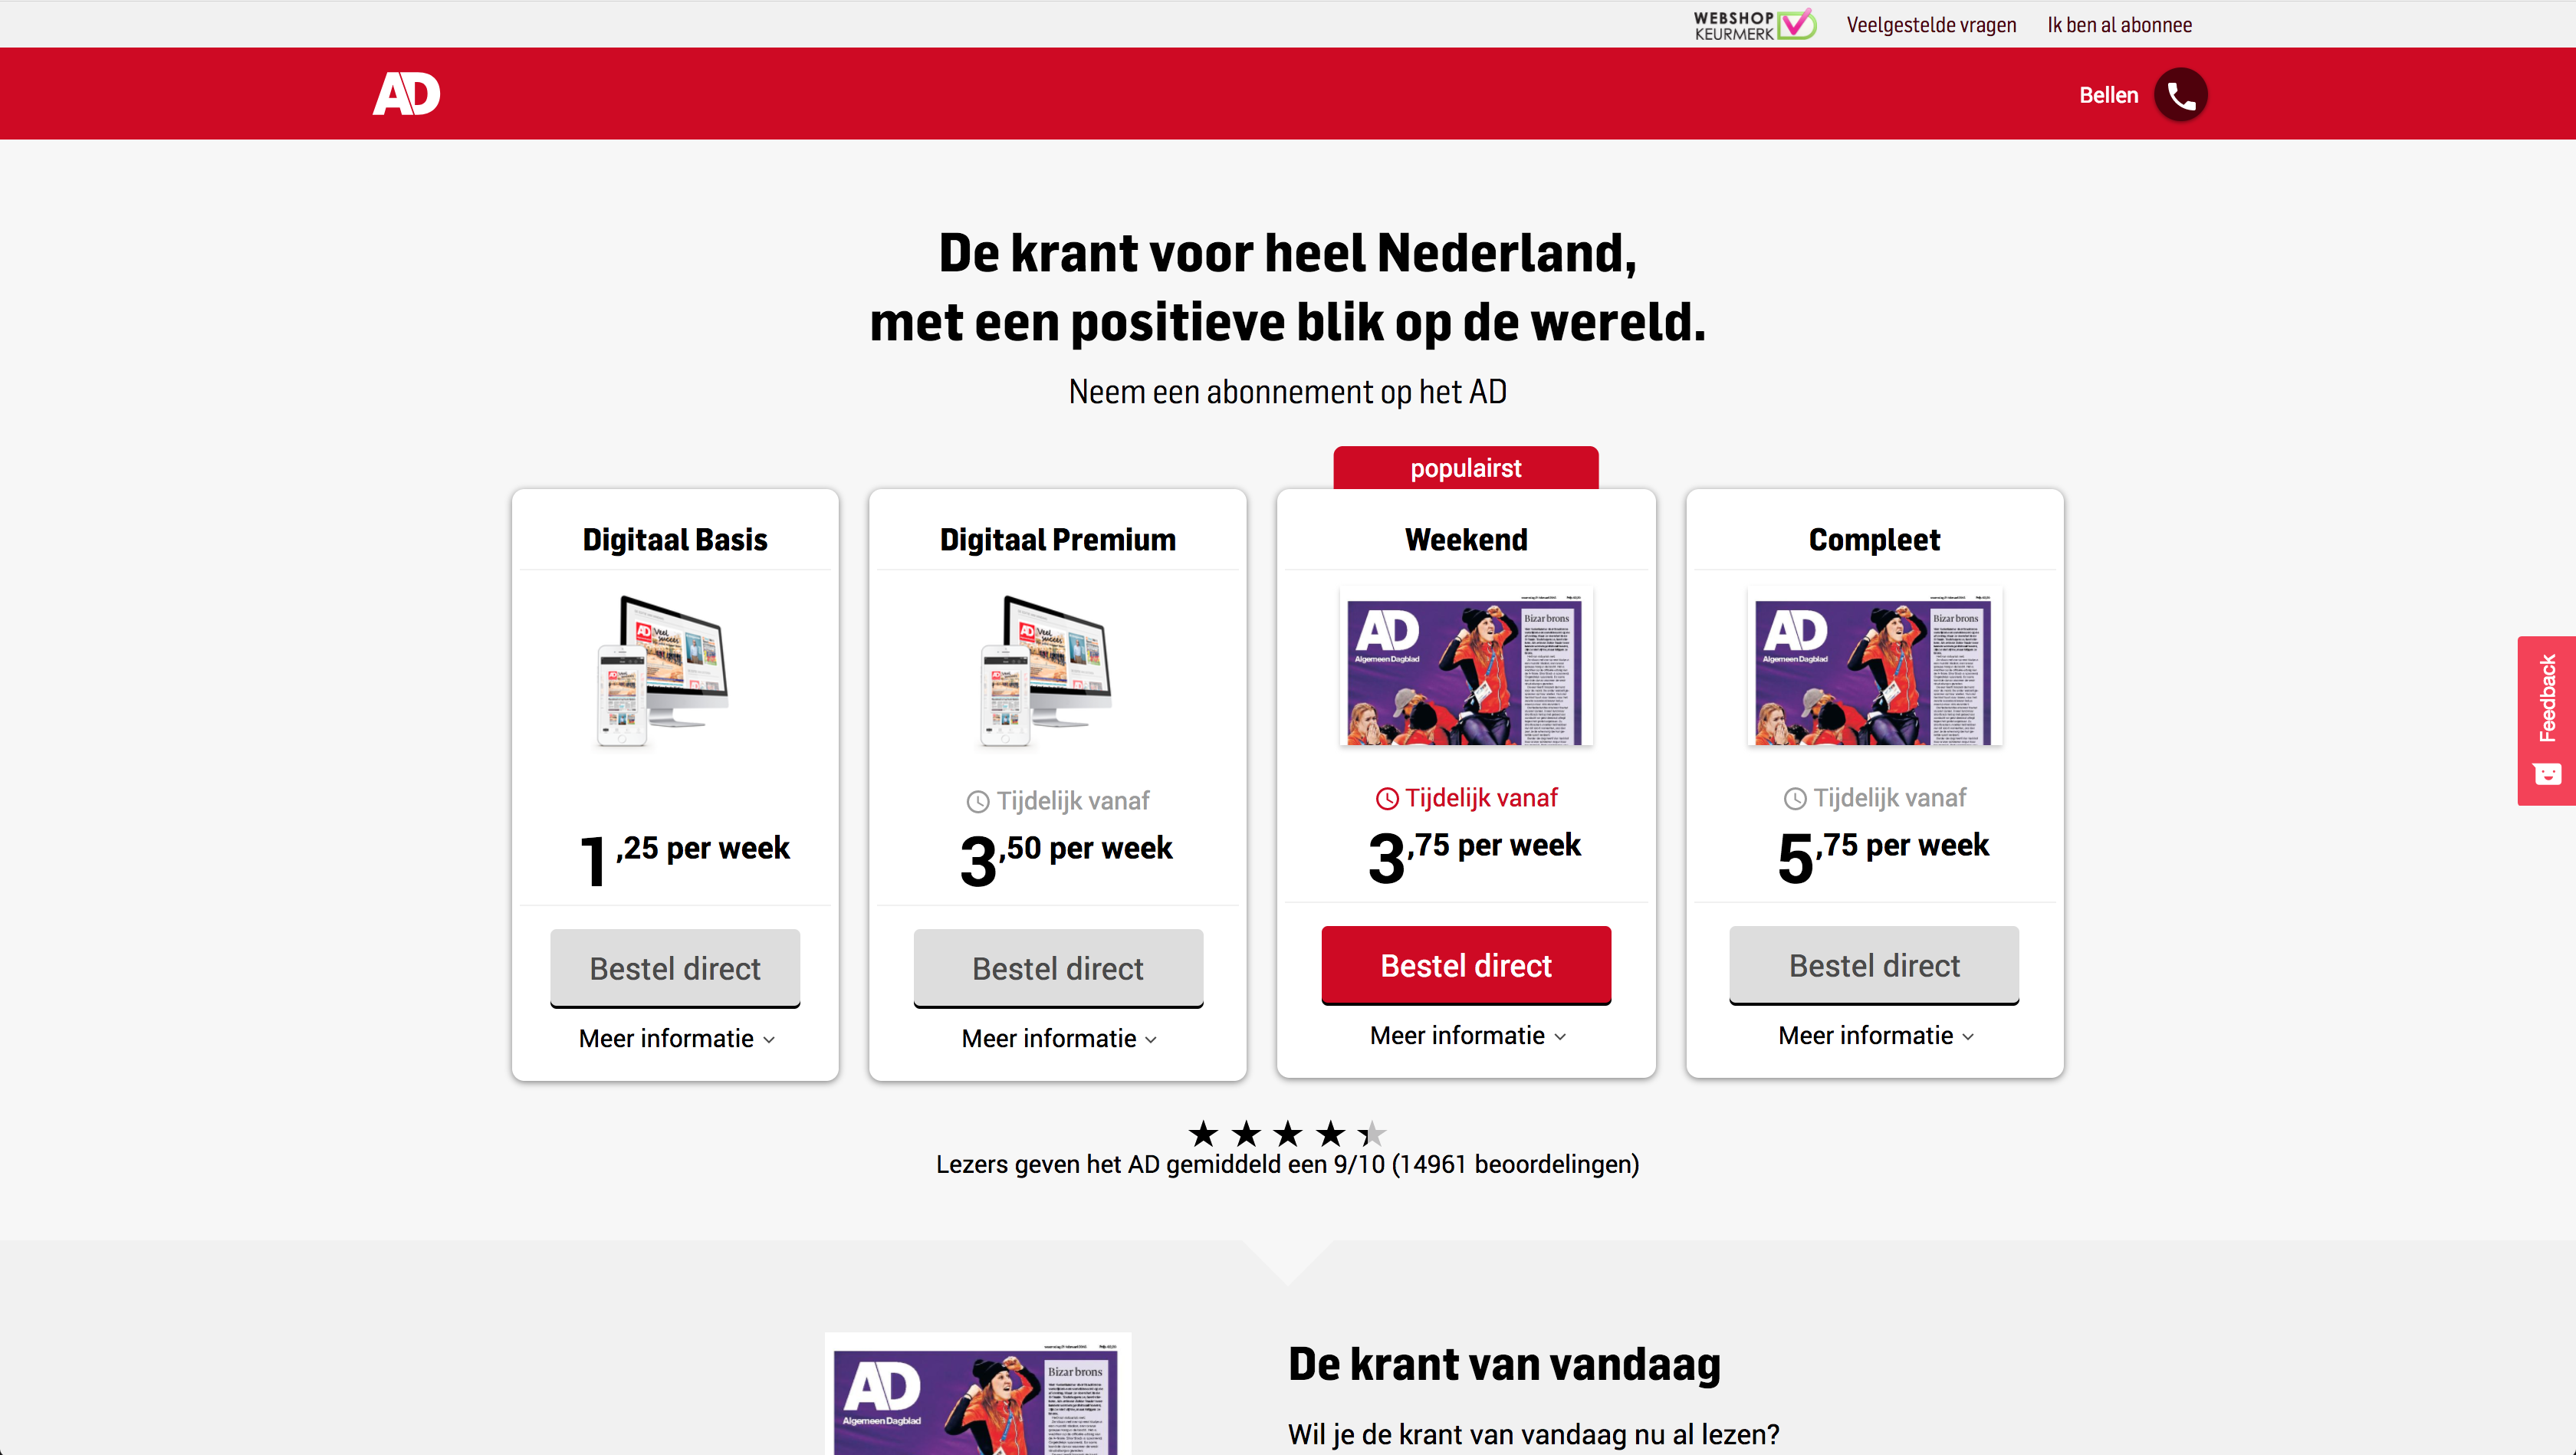 WEBSHOP
KEURMERK
Veelgestelde vragen
Ik ben al abonnee
AD
Bellen
De krant voor heel Nederland,
met een positieve blik op de wereld.
Neem een abonnement op het AD
populairst
Digitaal Basis
1,25 per week
Bestel direct
Meer informatie
Digitaal Premium
Tijdelijk vanaf
3,50 per week
Bestel direct
Meer informatie
Weekend
AD
Algemeen Dagblad
Bizar brons
Tijdelijk vanaf
3,75 per week
Bestel direct
Meer informatie
Compleet
AD
Algemeen Dagblad
Bizar brons
Tijdelijk vanaf
5,75 per week
Bestel direct
Meer informatie
Feedback
Lezers geven het AD gemiddeld een 9/10 (14961 beoordelingen)
AD
Algemeen Dagblad
Bizar brons
De krant van vandaag
Wil je de krant van vandaag nu al lezen?